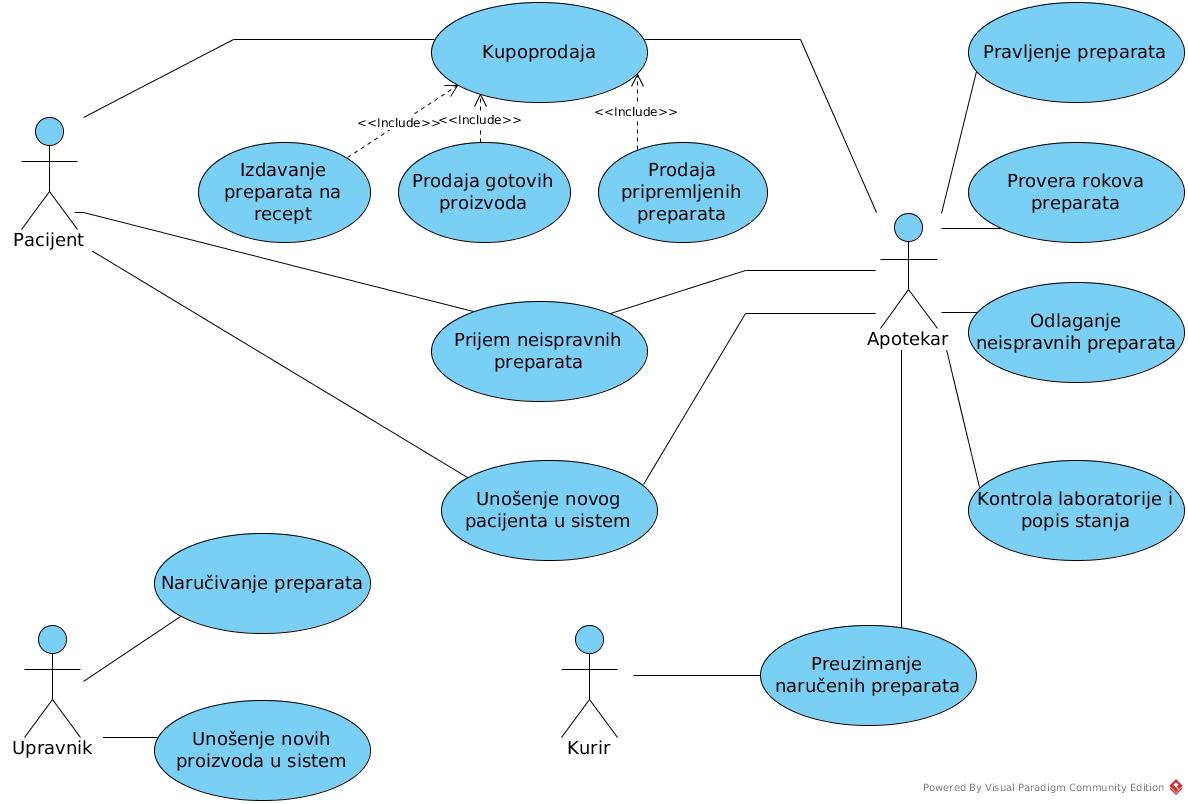 Kupoprodaja
Pravljenje preparata
<<Include>>
<<Include>>
<<Include>>
Izdavanje
preparata na
recept
Prodaja gotovih
proizvoda
Prodaja
pripremljenih
preparata
Provera rokova
preparata
Pacijent
Prijem neispravnih
preparata
Apotekar
Odlaganje
neispravnih preparata
Unošenje novog
pacijenta u sistem
Kontrola laboratorije i
popis stanja
Naručivanje preparata
Upravnik
Unošenje novih
proizvoda u sistem
Kurir
Preuzimanje
naručenih preparata
Powered By Visual Paradigm Community Edition